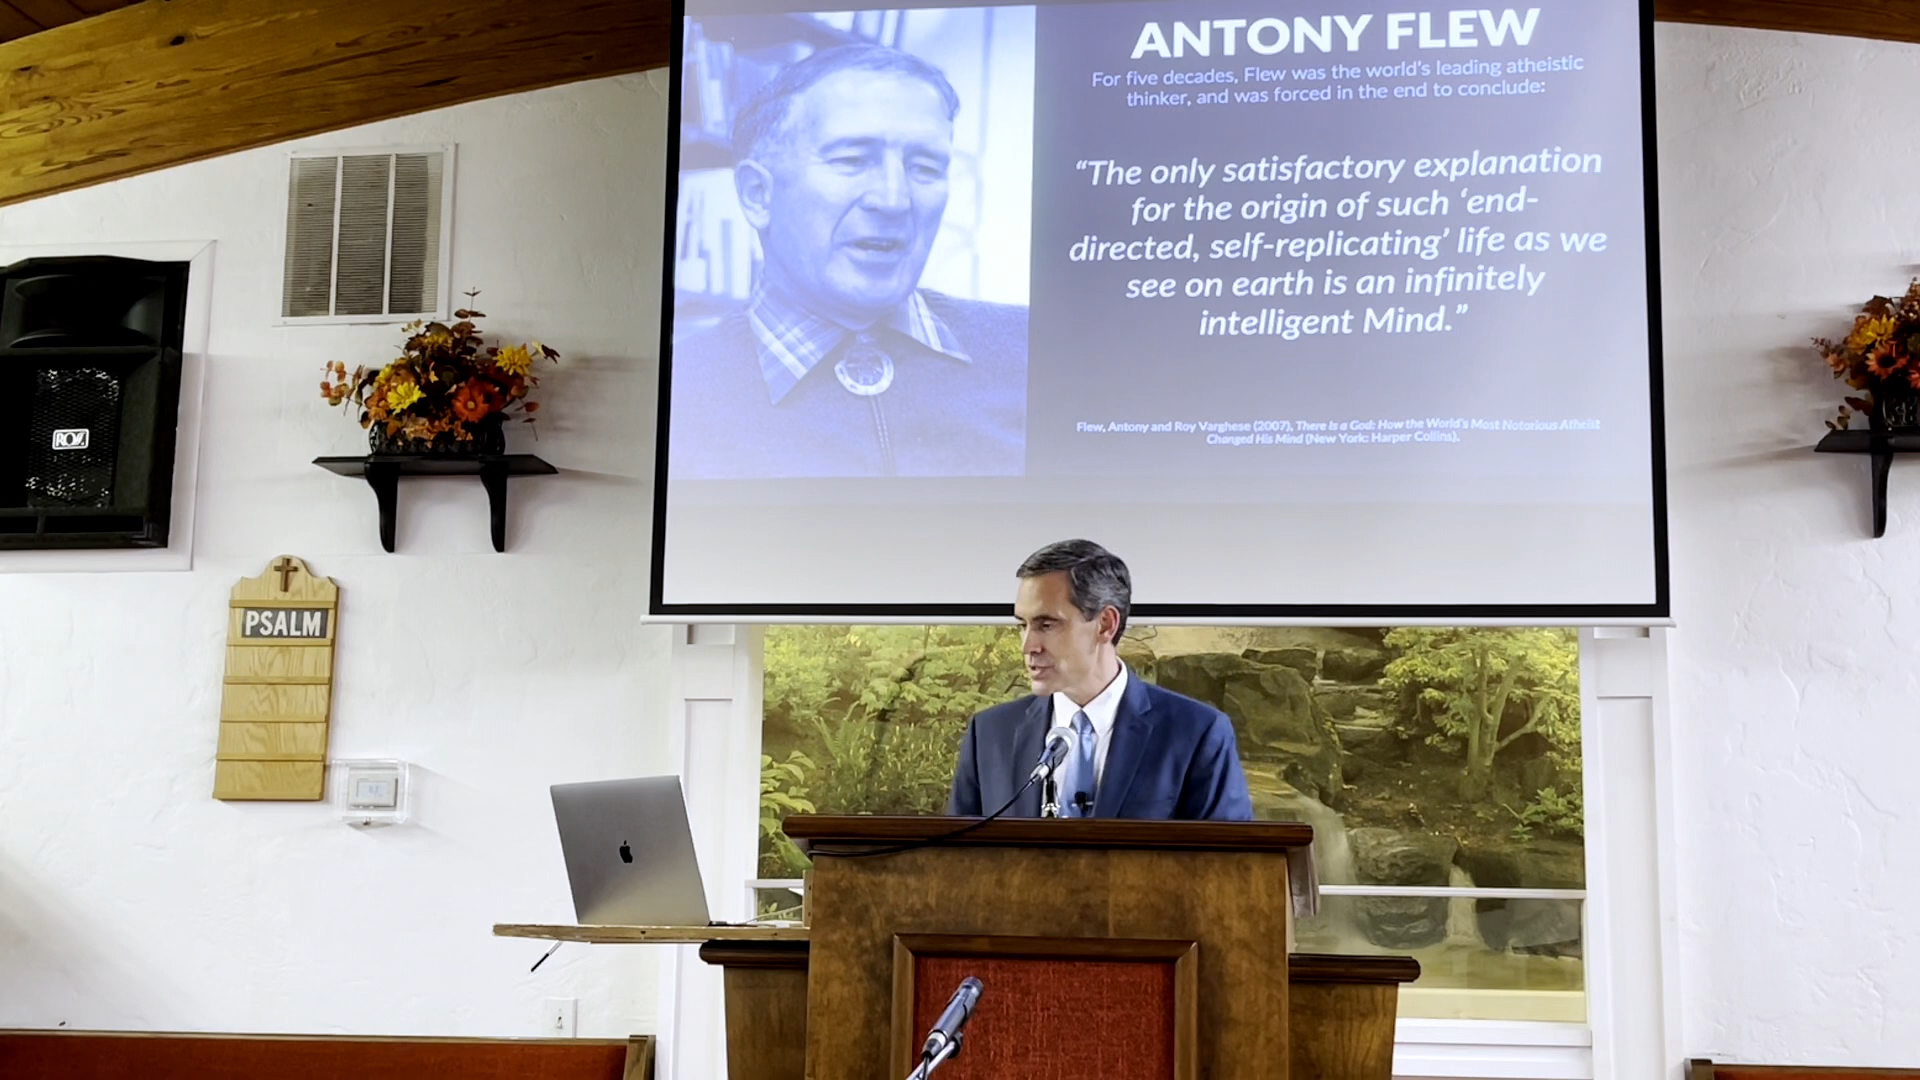 ANTONY FLEW
For five decades, Flew was the world's leading atheistic
thinker, and was forced in the end to conclude:
“The only satisfactory explanation
for the origin of such ‘end-
directed, self-replicating’ life as we
see on earth is an infinitely
intelligent Mind.”
Flew, Antony and Roy Varghese (2007), There Is a God: How the World's Most Notorious Atheist
Changed His Mind (New York: Harper Collins).
PSALM